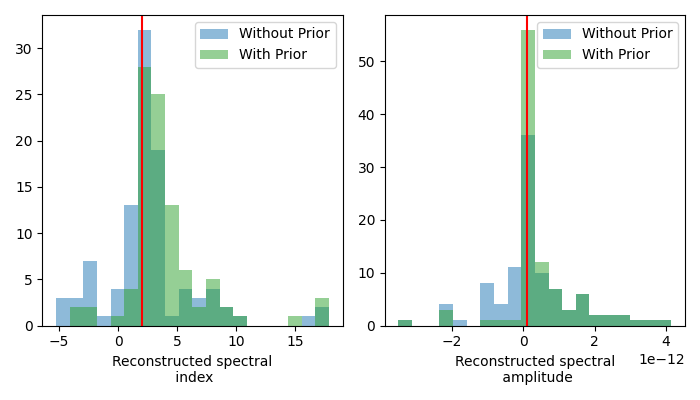 Without Prior
With Prior
30
25
20
15
10
5
0
−5
0
5
10
15
Reconstructed spectral
index
Without Prior
With Prior
50
40
30
20
10
0
−2
0
2
4
1e−12
Reconstructed spectral
amplitude